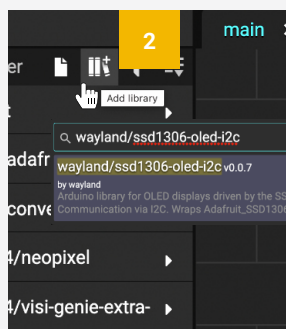 2
main
er
Add library
t
wayland/ssd1306-oled-i2c
adafr
wayland/ssd1306-oled-i2c v0.0.7
by wayland
Arduino library for OLED displays driven by the SS
conve
Communication via I2C. Wraps Adafruit_SSD1306
4/neopixel
4/visi-genie-extra-